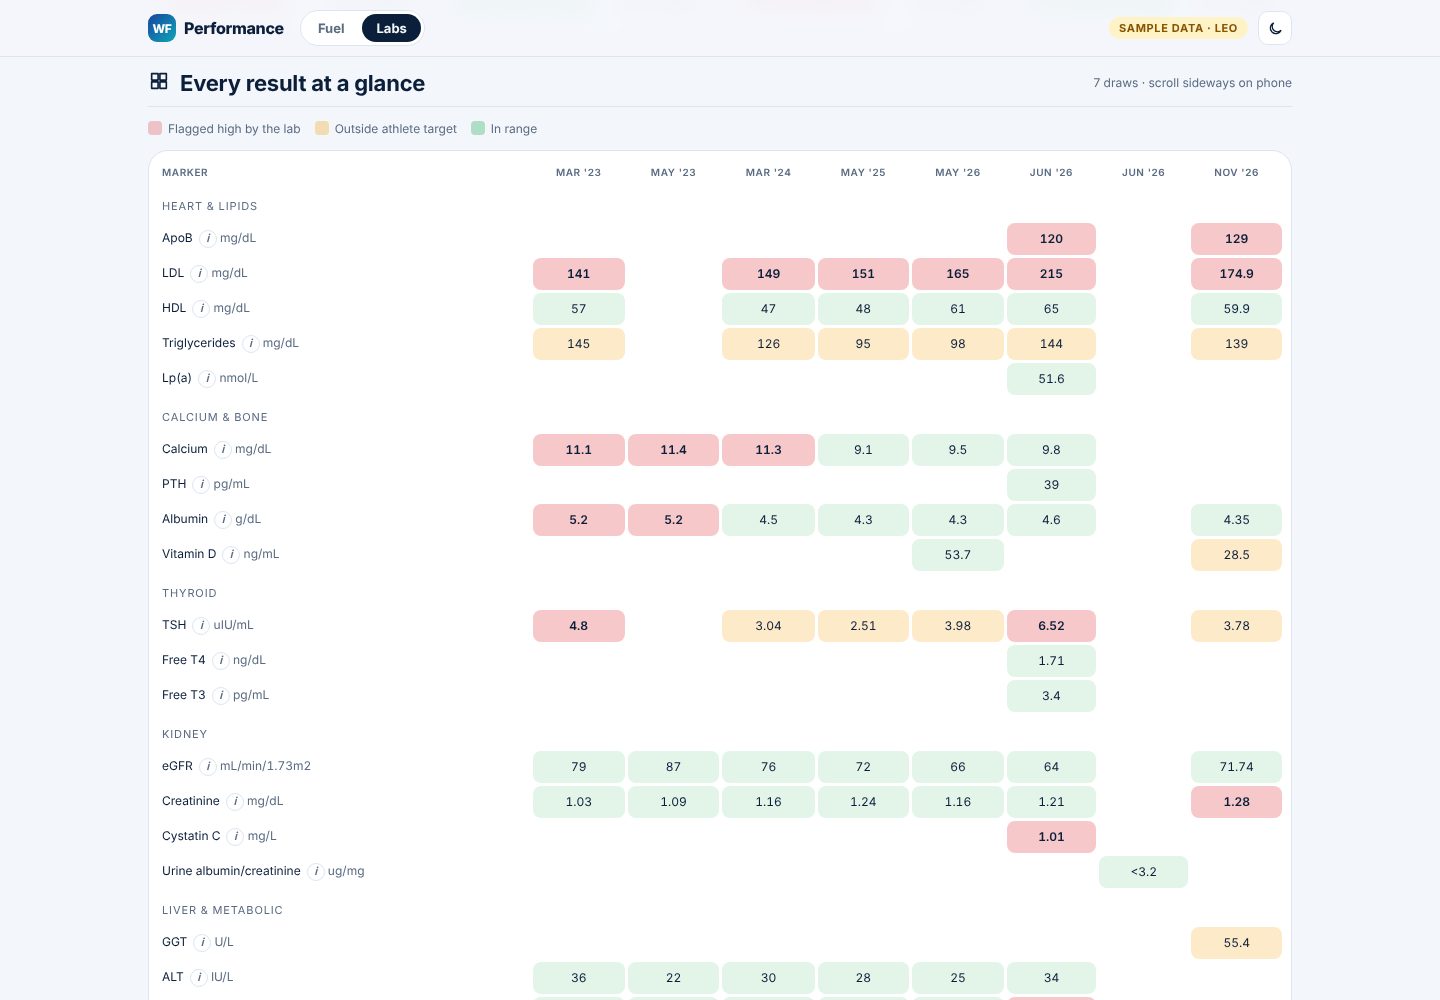 WF Performance Fuel Labs SAMPLE DATA · LEO
Every result at a glance 7 draws · scroll sideways on phone
Flagged high by the lab Outside athlete target In range
MARKER MAR '23 MAY '23 MAR '24 MAY '25 MAY '26 JUN '26 JUN '26 NOV '26
HEART & LIPIDS
ApoB i mg/dL 120 129
LDL i mg/dL 141 149 151 165 215 174.9
HDL i mg/dL 57 47 48 61 65 59.9
Triglycerides i mg/dL 145 126 95 98 144 139
Lp(a) i nmol/L 51.6
CALCIUM & BONE
Calcium i mg/dL 11.1 11.4 11.3 9.1 9.5 9.8
PTH i pg/mL 39
Albumin i g/dL 5.2 5.2 4.5 4.3 4.3 4.6 4.35
Vitamin D i ng/mL 53.7 28.5
THYROID
TSH i uIU/mL 4.8 3.04 2.51 3.98 6.52 3.78
Free T4 i ng/dL 1.71
Free T3 i pg/mL 3.4
KIDNEY
eGFR i mL/min/1.73m2 79 87 76 72 66 64 71.74
Creatinine i mg/dL 1.03 1.09 1.16 1.24 1.16 1.21 1.28
Cystatin C i mg/L 1.01
Urine albumin/creatinine i ug/mg <3.2
LIVER & METABOLIC
GGT i U/L 55.4
ALT i IU/L 36 22 30 28 25 34